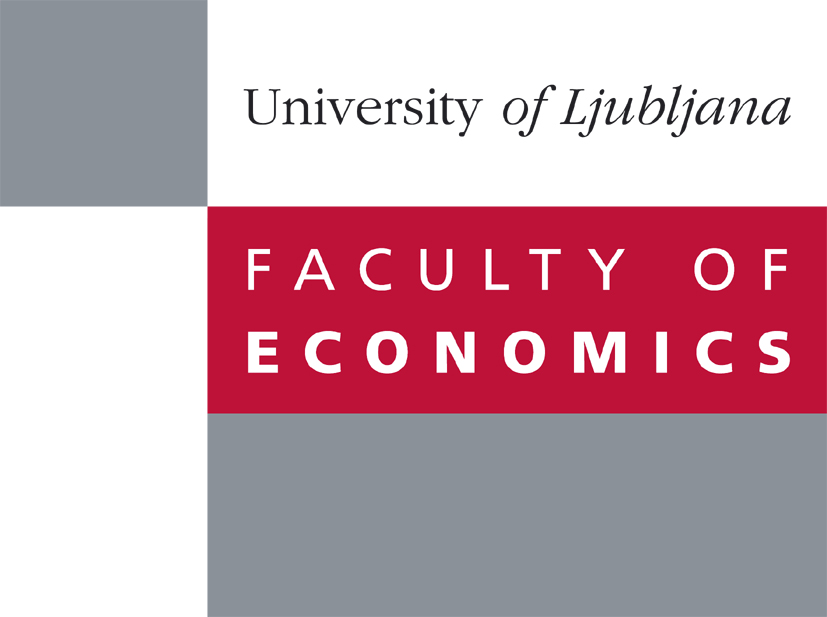 University of Ljubljana
FACULTY OF
ECONOMICS